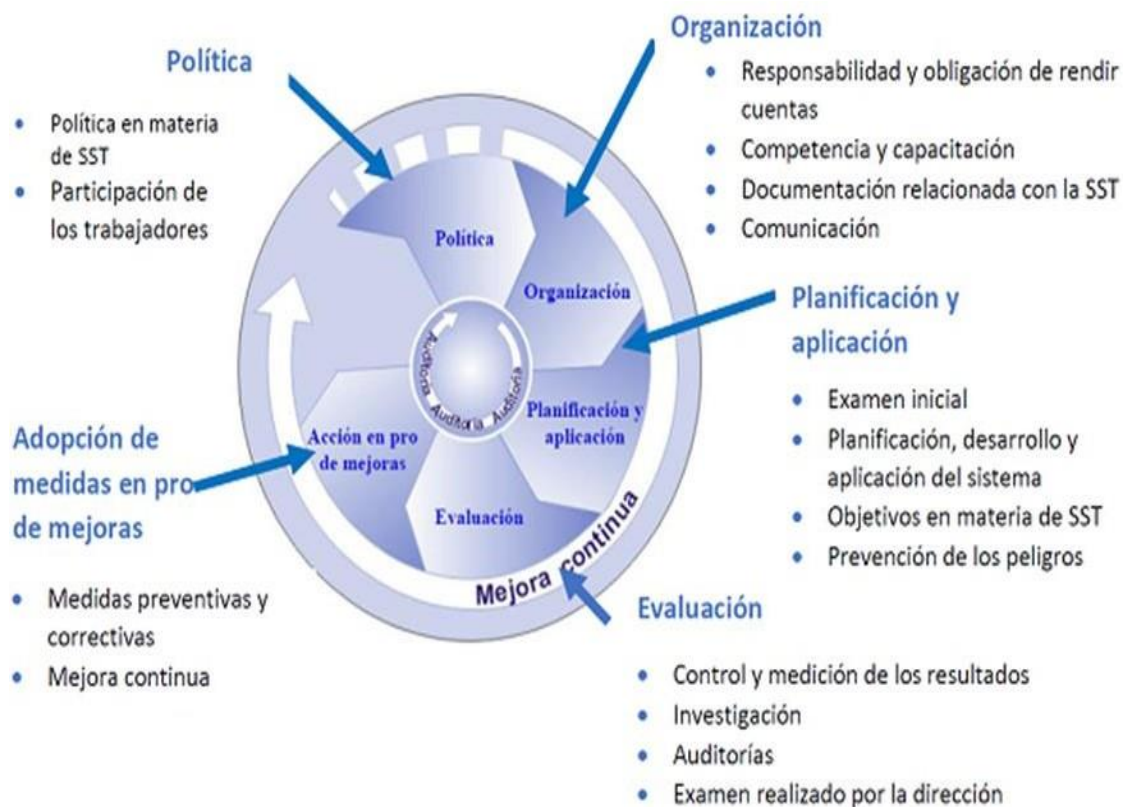 Política
• Política en materia
de SST
• Participación de
los trabajadores
Organización
• Responsabilidad y obligación de rendir
cuentas
• Competencia y capacitación
• Documentación relacionada con la SST
• Comunicación
Planificación y
aplicación
• Examen inicial
• Planificación, desarrollo y
aplicación del sistema
• Objetivos en materia de SST
• Prevención de los peligros
Evaluación
• Control y medición de los resultados
• Investigación
• Auditorías
• Examen realizado por la dirección
Adopción de
medidas en pro
de mejoras
• Medidas preventivas y
correctivas
• Mejora continua
Política
Organización
Planificación y
aplicación
Evaluación
Acción en pro
de mejoras
Auditoría Auditoría Auditoría
Mejora continua